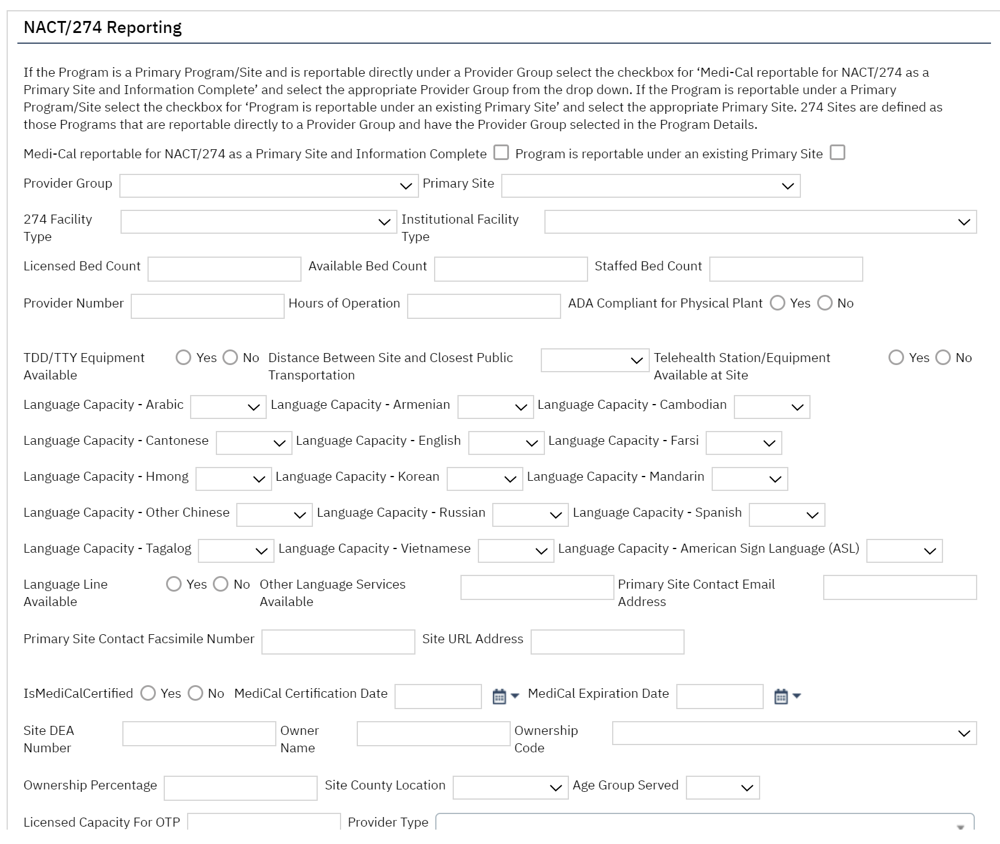 NACT/274 Reporting
If the Program is a Primary Program/Site and is reportable directly under a Provider Group select the checkbox for ‘Medi-Cal reportable for NACT/274 as a
Primary Site and Information Complete’ and select the appropriate Provider Group from the drop down. If the Program is reportable under a Primary
Program/Site select the checkbox for ‘Program is reportable under an existing Primary Site’ and select the appropriate Primary Site. 274 Sites are defined as
those Programs that are reportable directly to a Provider Group and have the Provider Group selected in the Program Details.
Medi-Cal reportable for NACT/274 as a Primary Site and Information Complete Program is reportable under an existing Primary Site
Provider Group Primary Site
274 Facility Institutional Facility
Type Type
Licensed Bed Count Available Bed Count Staffed Bed Count
Provider Number Hours of Operation ADA Compliant for Physical Plant Yes No
TDD/TTY Equipment Yes No Distance Between Site and Closest Public Telehealth Station/Equipment Yes No
Available Transportation Available at Site
Language Capacity - Arabic Language Capacity - Armenian Language Capacity - Cambodian
Language Capacity - Cantonese Language Capacity - English Language Capacity - Farsi
Language Capacity - Hmong Language Capacity - Korean Language Capacity - Mandarin
Language Capacity - Other Chinese Language Capacity - Russian Language Capacity - Spanish
Language Capacity - Tagalog Language Capacity - Vietnamese Language Capacity - American Sign Language (ASL)
Language Line Yes No Other Language Services Primary Site Contact Email
Available Available Address
Primary Site Contact Facsimile Number Site URL Address
IsMediCalCertified Yes No MediCal Certification Date MediCal Expiration Date
Site DEA Owner Ownership
Number Name Code
Ownership Percentage Site County Location Age Group Served
Licensed Capacity For OTP Provider Type